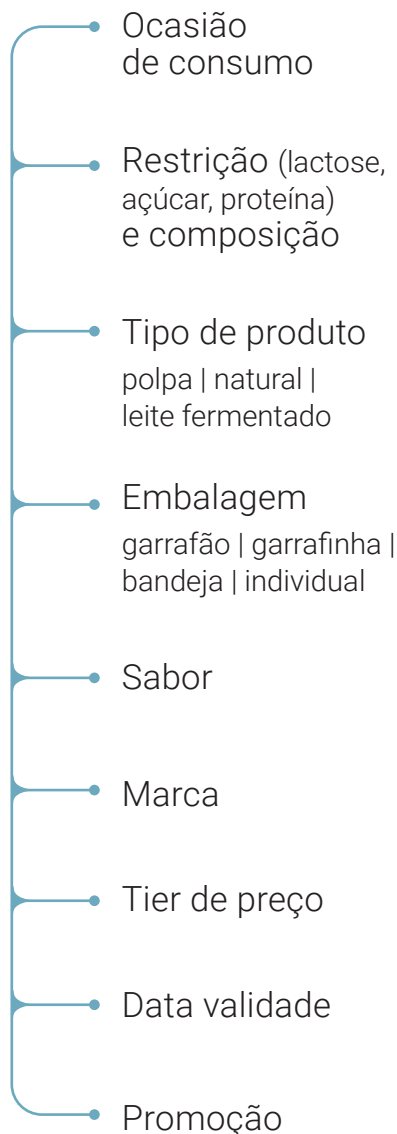 Ocasião
de consumo
Restrição (lactose,
açúcar, proteína)
e composição
Tipo de produto
polpa | natural |
leite fermentado
Embalagem
garrafão | garrafinha |
bandeja | individual
Sabor
Marca
Tier de preço
Data validade
Promoção